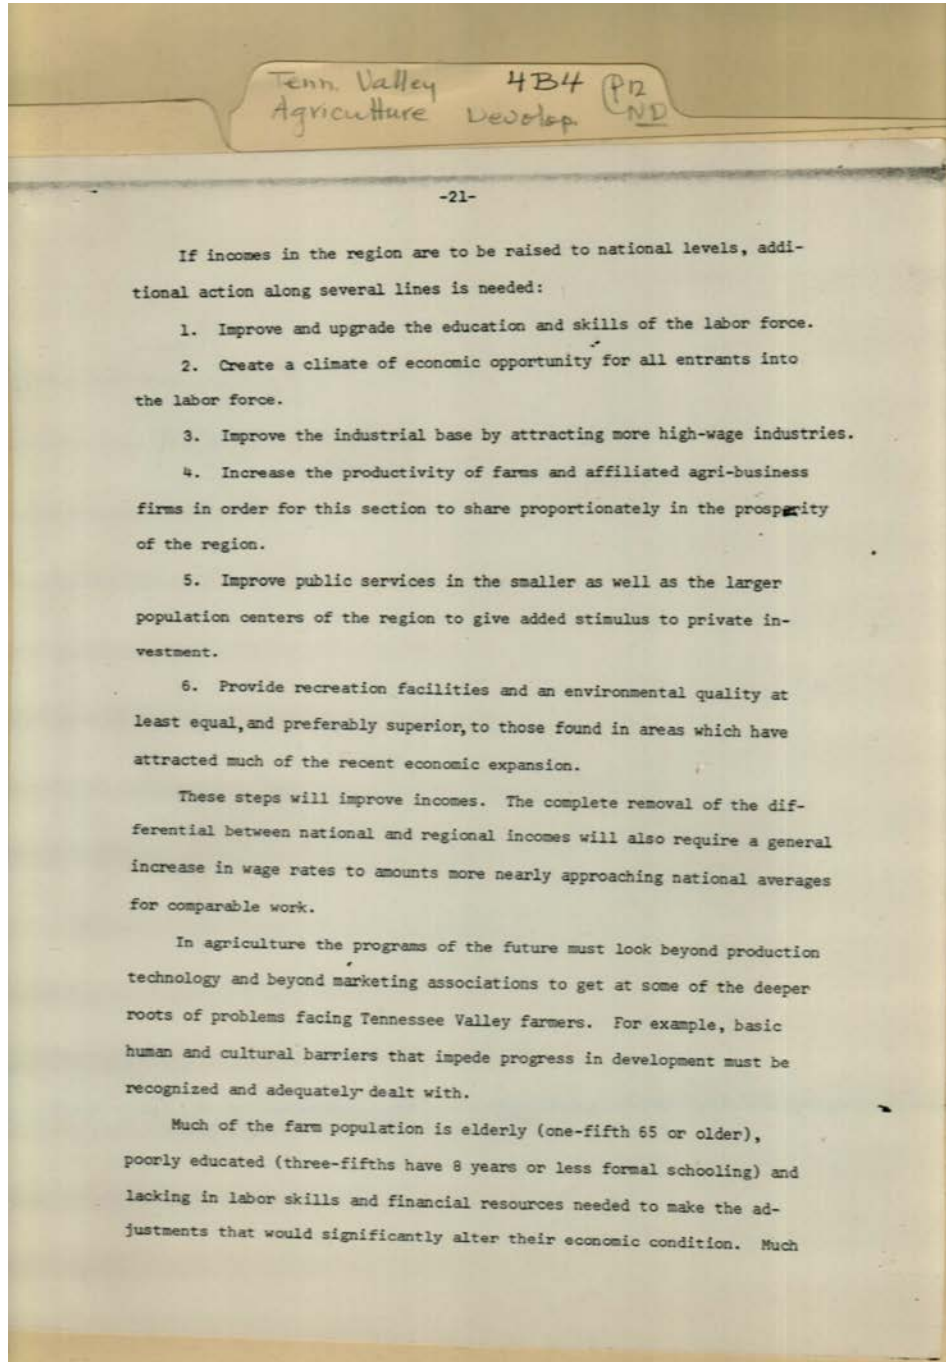 Tenn. Valley 4B4 P12
Agriculture Develop ND
-21-
If incomes in the region are to be raised to national levels, addi-
tional action along several lines is needed:
1. Improve and upgrade the education and skills of the labor force.
2. Create a climate of economic opportunity for all entrants into
the labor force.
3. Improve the industrial base by attracting more high-wage industries.
4. Increase the productivity of farms and affiliated agri-business
firms in order for this section to share proportionately in the prosperity
of the region.
5. Improve public services in the smaller as well as the larger
population centers of the region to give added stimulus to private in-
vestment.
6. Provide recreation facilities and an environmental quality at
least equal, and preferably superior, to those found in areas which have
attracted much of the recent economic expansion.
These steps will improve incomes. The complete removal of the dif-
ferential between national and regional incomes will also require a general
increase in wage rates to amounts more nearly approaching national averages
for comparable work.
In agriculture the programs of the future must look beyond production
technology and beyond marketing associations to get at some of the deeper
roots of problems facing Tennessee Valley farmers. For example, basic
human and cultural barriers that impede progress in development must be
recognized and adequately dealt with.
Much of the farm population is elderly (one-fifth 65 or older),
poorly educated (three-fifths have 8 years or less formal schooling) and
lacking in labor skills and financial resources needed to make the ad-
justments that would significantly alter their economic condition. Much